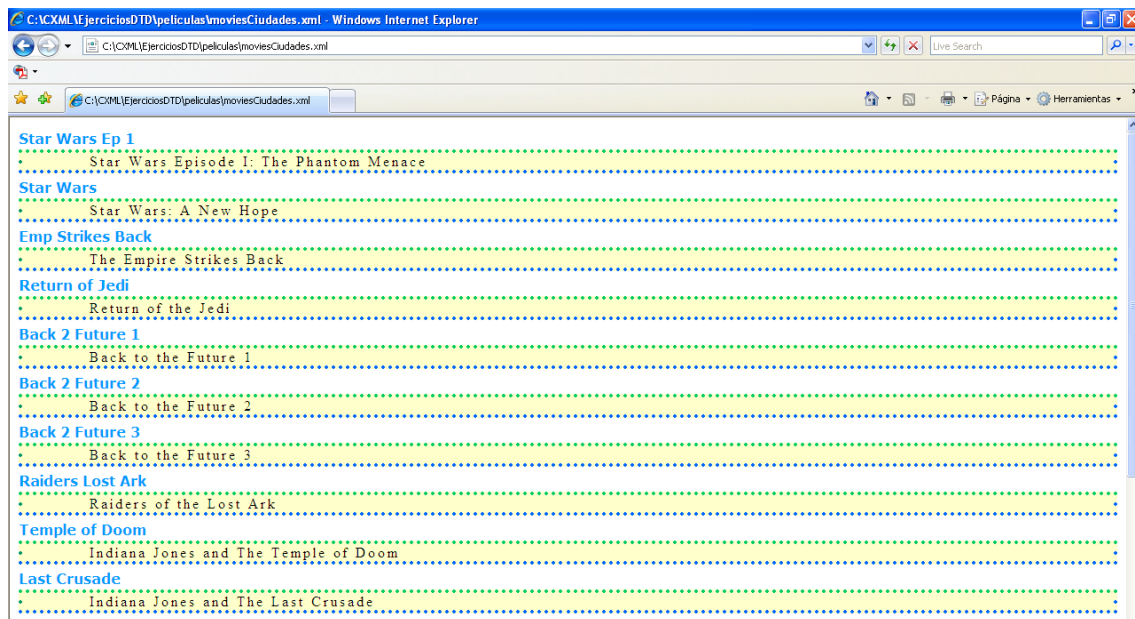 C:\CXML\EjerciciosDTD\peliculas\moviesCiudades.xml - Windows Internet Explorer
C:\CXML\EjerciciosDTD\peliculas\moviesCiudades.xml
Live Search
C:\CXML\EjerciciosDTD\peliculas\moviesCiudades.xml
Página
Herramientas
Star Wars Ep 1
Star Wars Episode I: The Phantom Menace
Star Wars
Star Wars: A New Hope
Emp Strikes Back
The Empire Strikes Back
Return of Jedi
Return of the Jedi
Back 2 Future 1
Back to the Future 1
Back 2 Future 2
Back to the Future 2
Back 2 Future 3
Back to the Future 3
Raiders Lost Ark
Raiders of the Lost Ark
Temple of Doom
Indiana Jones and The Temple of Doom
Last Crusade
Indiana Jones and The Last Crusade